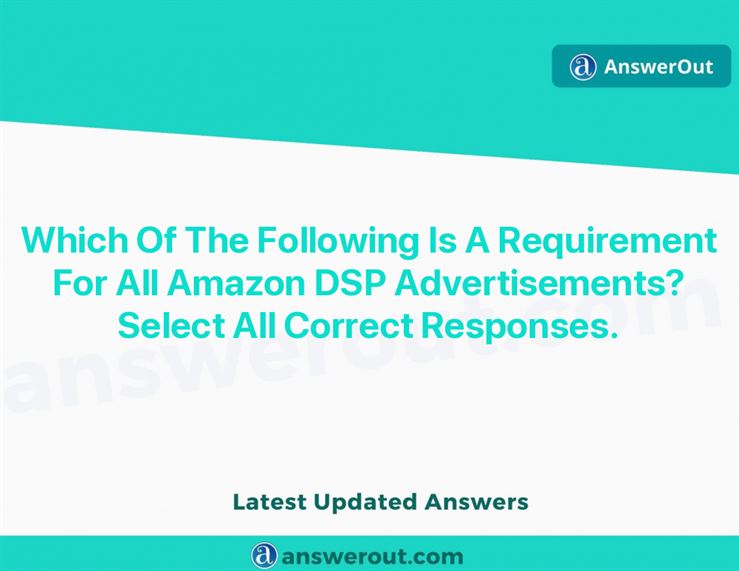 AnswerOut
Which Of The Following Is A Requirement
For All Amazon DSP Advertisements?
Select All Correct Responses.
answerout.com
Latest Updated Answers
answerout.com